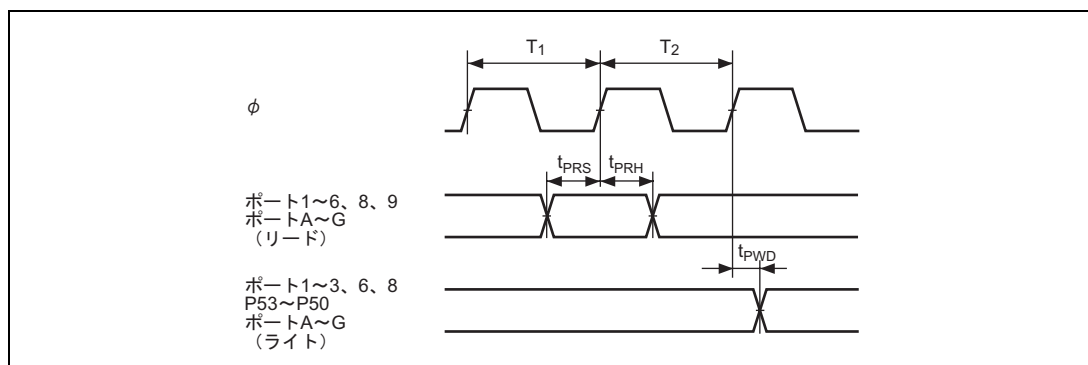 T1 T2
φ
tPRS tPRH
ポート1～6、8、9
ポートA～G
（リード）
tPWD
ポート1～3、6、8
P53～P50
ポートA～G
（ライト）